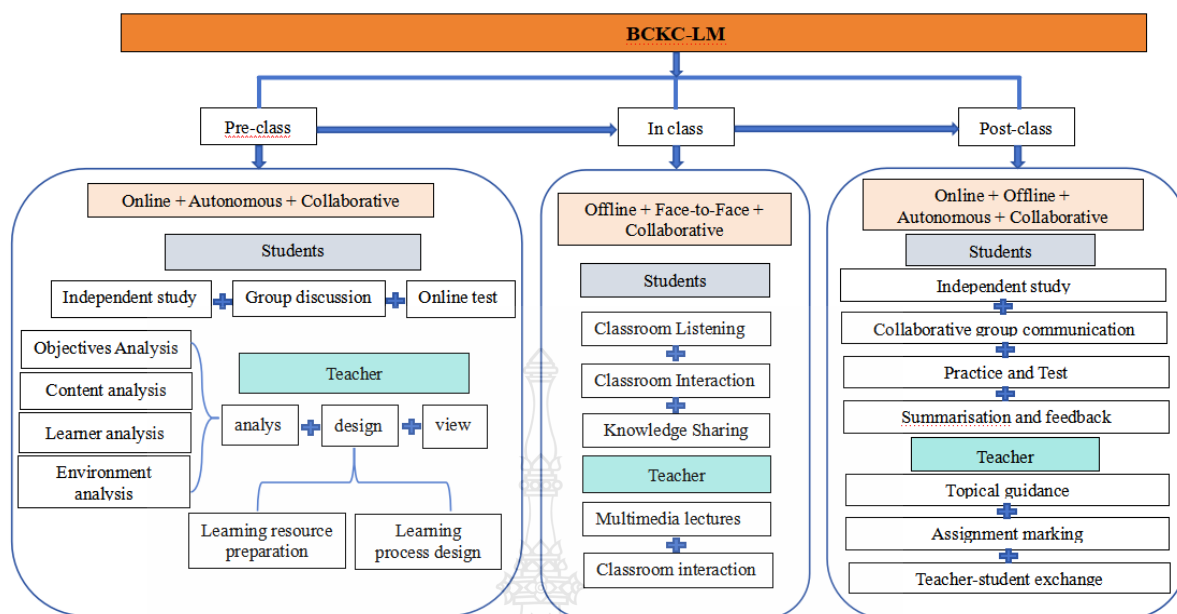 BCKC-LM
Pre-class
In class
Post-class
Online + Autonomous + Collaborative
Students
Independent study
Group discussion
Online test
Objectives Analysis
Content analysis
Learner analysis
Environment
analysis
Teacher
analys
design
view
Learning resource
preparation
Learning
process design
Offline + Face-to-Face +
Collaborative
Students
Classroom Listening
Classroom Interaction
Knowledge Sharing
Teacher
Multimedia lectures
Classroom interaction
Online + Offline +
Autonomous + Collaborative
Students
Independent study
Collaborative group communication
Practice and Test
Summarisation and feedback
Teacher
Topical guidance
Assignment marking
Teacher-student exchange